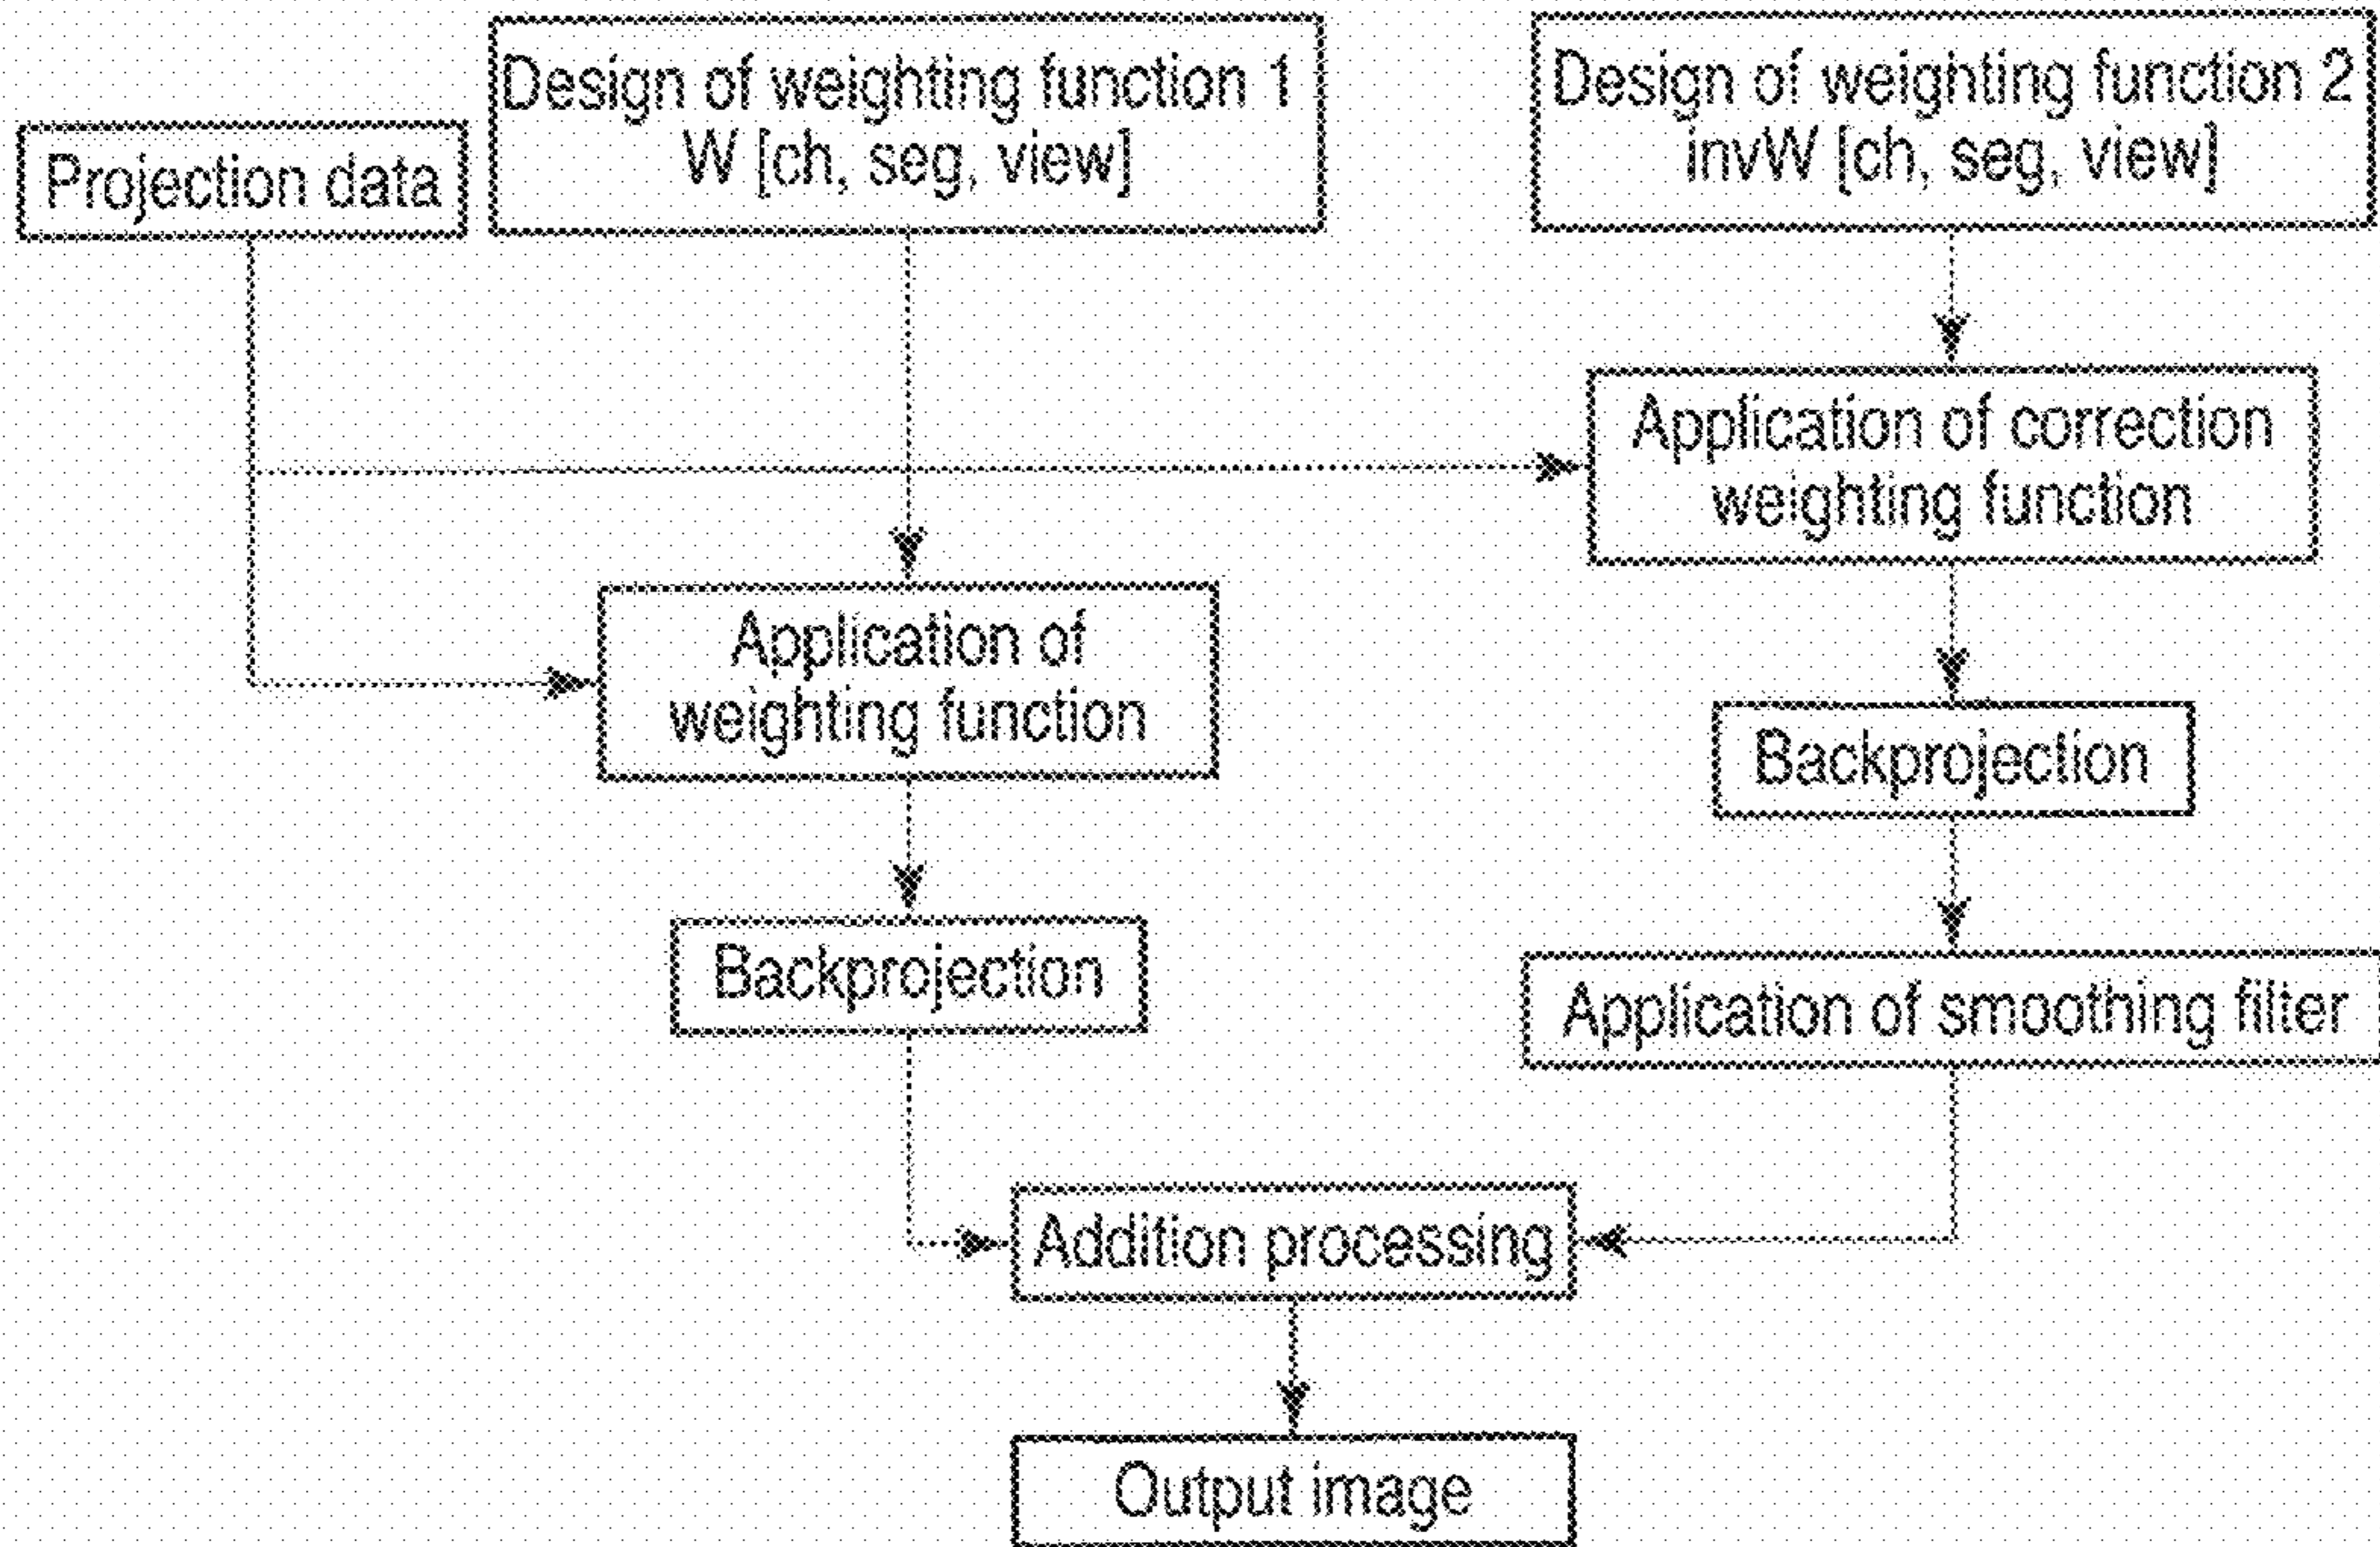 Projection data
Design of weighting function 1
W [ch, seg, view]
Design of weighting function 2
invW [ch, seg, view]
Application of correction
weighting function
Application of
weighting function
Backprojection
Backprojection
Application of smoothing filter
Addition processing
Output image